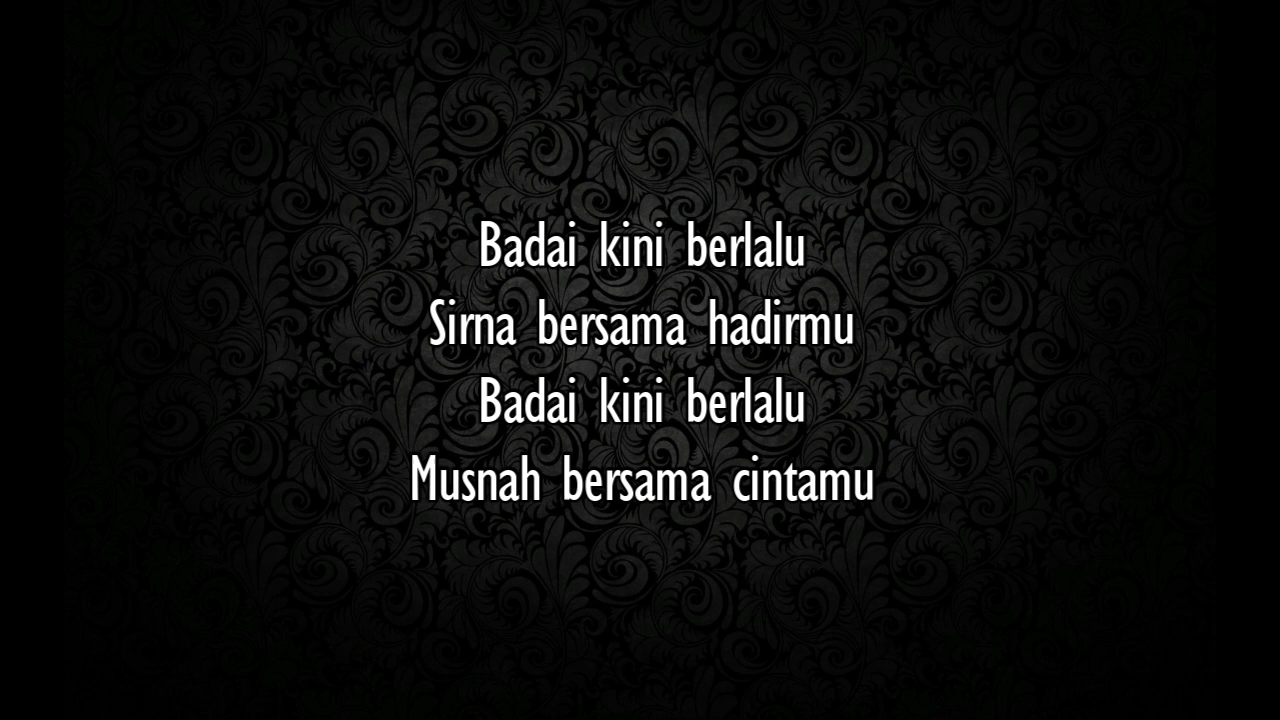 Badai kini berlalu
Sirna bersama hadirmu
Badai kini berlalu
Musnah bersama cintamu